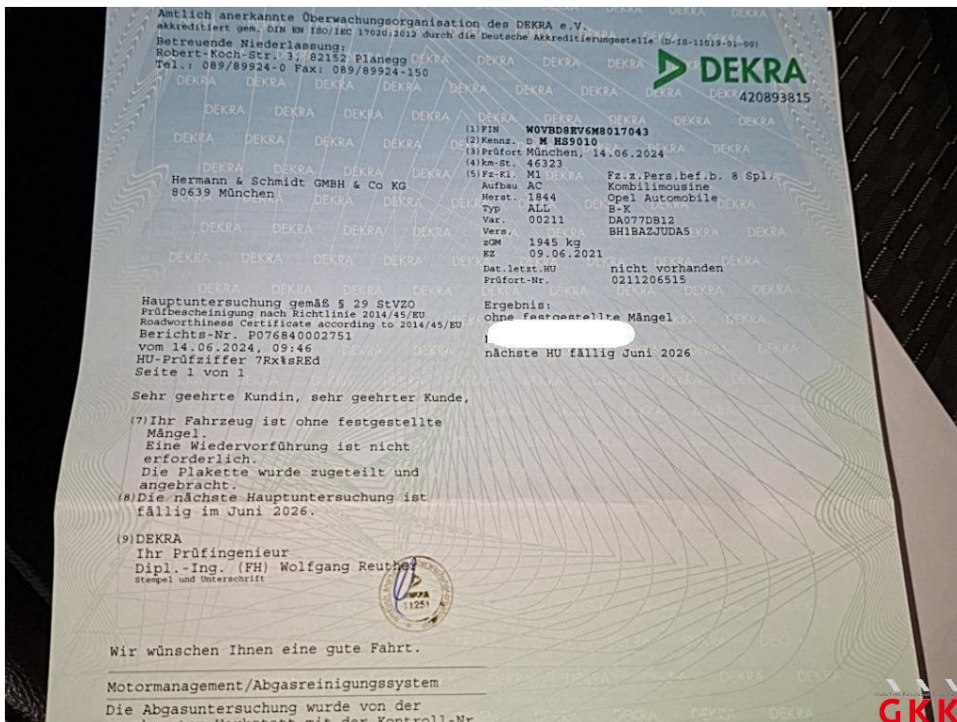 Amtlich anerkannte Überwachungsorganisation des DEKRA e.V.
akkreditiert gem. DIN EN ISO/IEC 17020:2012 durch die Deutsche Akkreditierungsstelle (D-IS-11019-01-00)
Betreuende Niederlassung:
Robert-Koch-Str. 3, 82152 Planegg
Tel.: 089/89924-0 Fax: 089/89924-150
DEKRA
420893815
(1) FIN W0VBD8EV6M8017043
(2) Kennz. D M HS9010
(3) Prüfort München, 14.06.2024
(4) km-St. 46323
(5) Fz-Kl. M1 Fz.z.Pers.bef.b. 8 Spl.
Aufbau AC Kombilimousine
Herst. 1844 Opel Automobile
Typ ALL B-K
Var. 00211 DA077DB12
Vers. BH1BAZJUDA5
zGM 1945 kg
EZ 09.06.2021
Dat.letzt.HU nicht vorhanden
Prüfort-Nr. 0211206515
Hermann & Schmidt GMBH & Co KG
80639 München
Hauptuntersuchung gemäß § 29 StVZO
Prüfbescheinigung nach Richtlinie 2014/45/EU
Roadworthiness Certificate according to 2014/45/EU
Berichts-Nr. P076840002751
vom 14.06.2024, 09:46
HU-Prüfziffer 7Rx%sREd
Seite 1 von 1
Ergebnis:
ohne festgestellte Mängel
nächste HU fällig Juni 2026
Sehr geehrte Kundin, sehr geehrter Kunde,
(7) Ihr Fahrzeug ist ohne festgestellte
Mängel.
Eine Wiedervorführung ist nicht
erforderlich.
Die Plakette wurde zugeteilt und
angebracht.
(8) Die nächste Hauptuntersuchung ist
fällig im Juni 2026.
(9) DEKRA
Ihr Prüfingenieur
Dipl.-Ing. (FH) Wolfgang Reuther
Stempel und Unterschrift
DEKRA
11251
Wir wünschen Ihnen eine gute Fahrt.
Motormanagement/Abgasreinigungssystem
Die Abgasuntersuchung wurde von der
Werkstatt mit der Kontroll-Nr
GKK